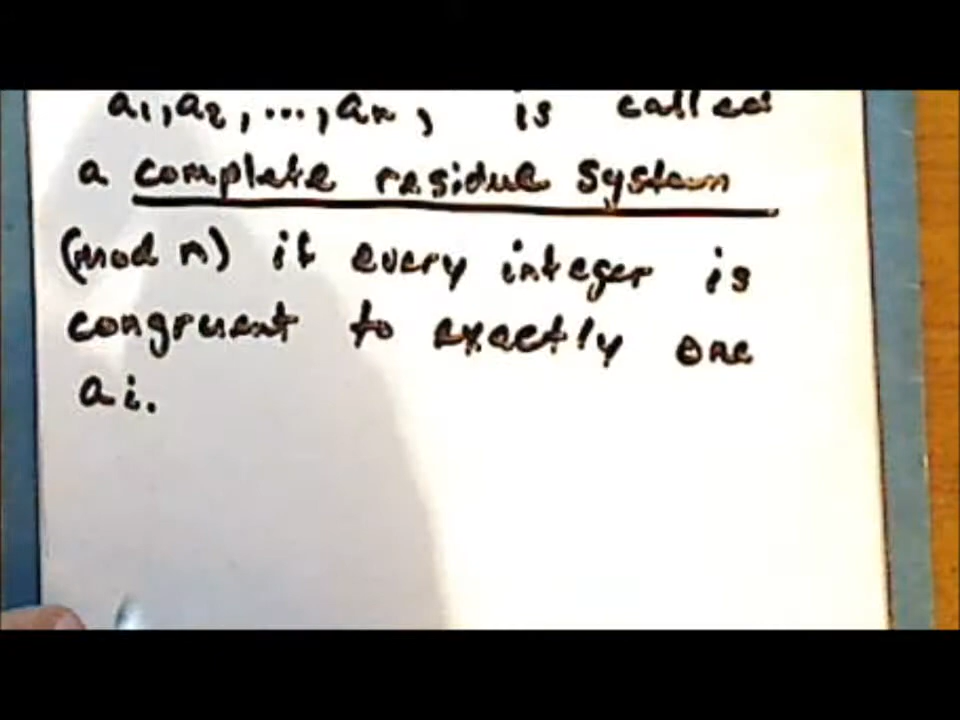 a1, a2, ..., an, is called
a complete residue system
(mod n) if every integer is
congruent to exactly one
ai.